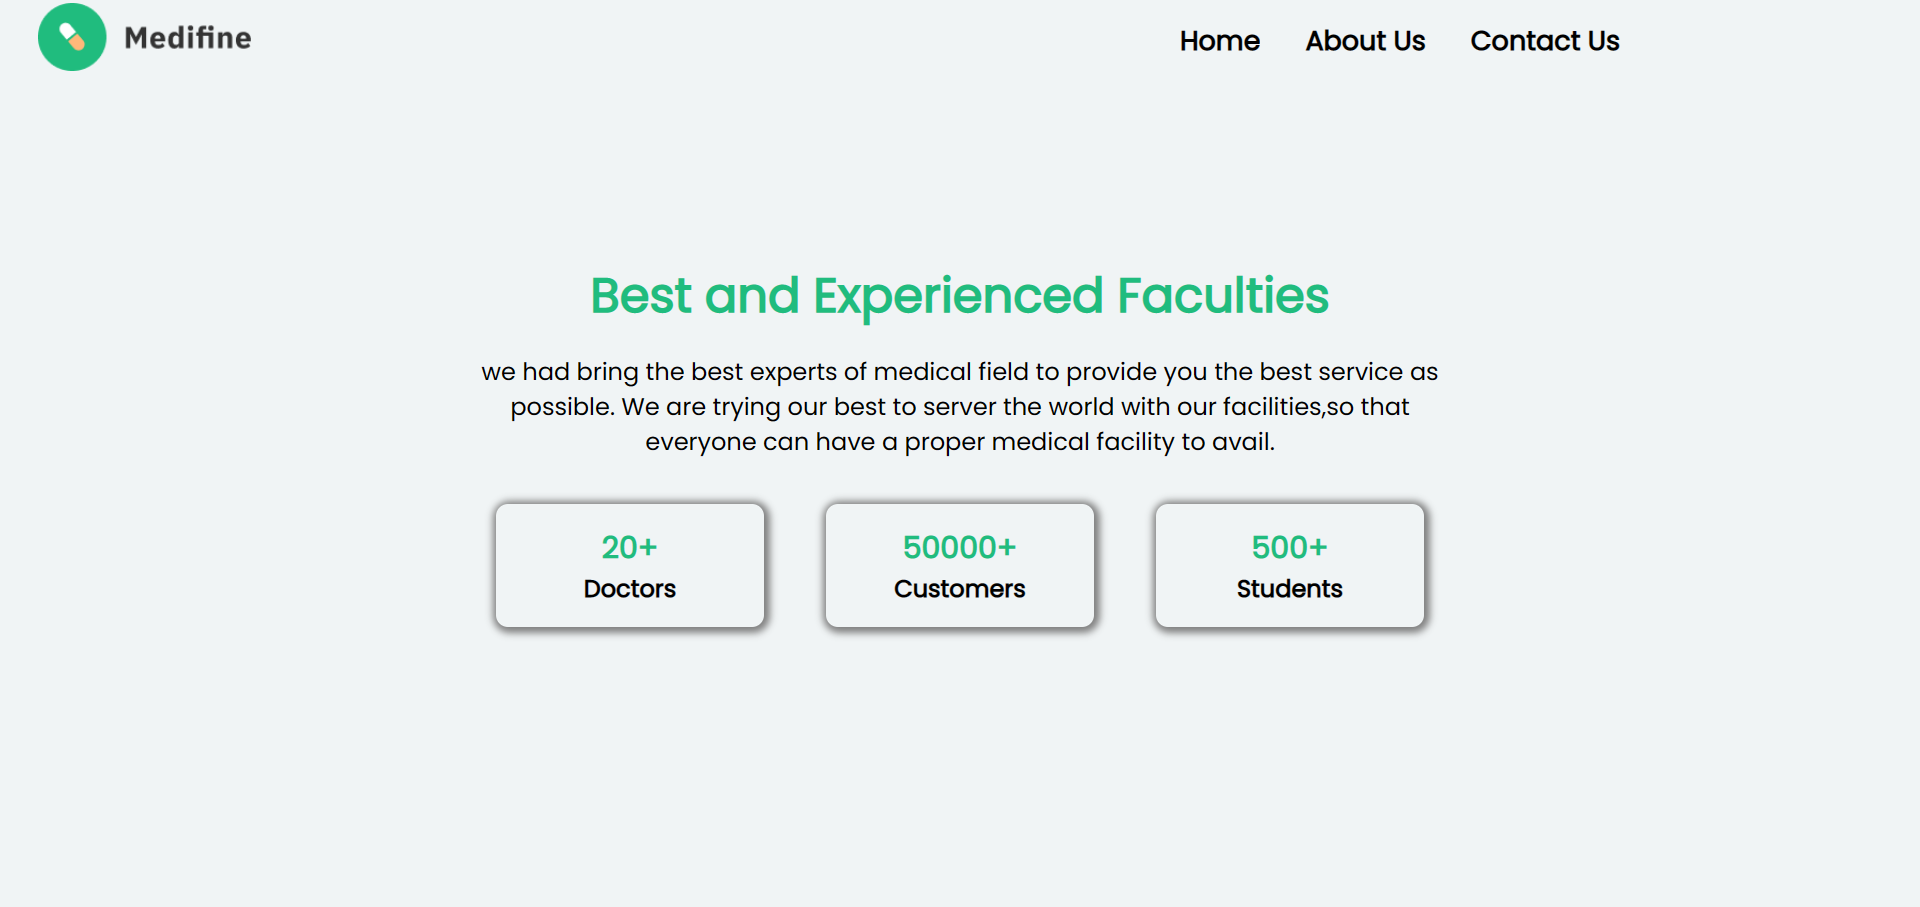 Medifine
Home About Us Contact Us
Best and Experienced Faculties
we had bring the best experts of medical field to provide you the best service as
possible. We are trying our best to server the world with our facilities,so that
everyone can have a proper medical facility to avail.
20+
Doctors
50000+
Customers
500+
Students